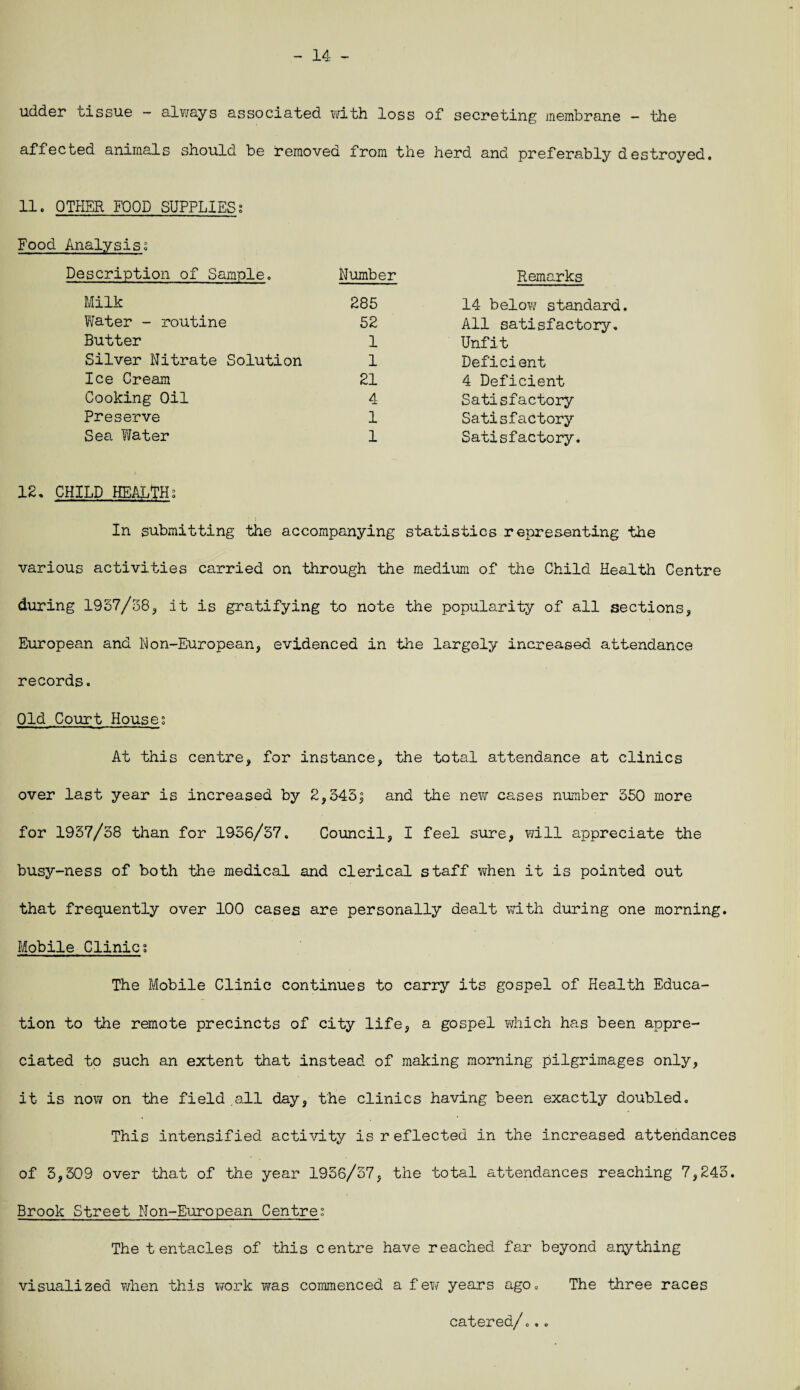 - 14 -
udder tissue - always associated with loss of secreting membrane - the
affected animals should be removed from the herd and preferably destroyed.
11. OTHER FOOD SUPPLIES:
Food Analysis:
Description of Sample. Number Remarks
Milk 285 14 below standard.
Water - routine 52 All satisfactory.
Butter 1 Unfit
Silver Nitrate Solution 1 Deficient
Ice Cream 21 4 Deficient
Cooking Oil 4 Satisfactory
Preserve 1 Satisfactory
Sea Water 1 Satisfactory.
12. CHILD HEALTH:
In submitting the accompanying statistics representing the
various activities carried on through the medium of the Child Health Centre
during 1937/38, it is gratifying to note the popularity of all sections,
European and Non-European, evidenced in the largely increased attendance
records.
Old Court House:
At this centre, for instance, the total attendance at clinics
over last year is increased by 2,343; and the new cases number 350 more
for 1937/38 than for 1936/37. Council, I feel sure, will appreciate the
busy-ness of both the medical and clerical staff when it is pointed out
that frequently over 100 cases are personally dealt with during one morning.
Mobile Clinic:
The Mobile Clinic continues to carry its gospel of Health Educa-
tion to the remote precincts of city life, a gospel which has been appre-
ciated to such an extent that instead of making morning pilgrimages only,
it is now on the field all day, the clinics having been exactly doubled.
This intensified activity is reflected in the increased attendances
of 3,309 over that of the year 1936/37, the total attendances reaching 7,243.
Brook Street Non-European Centre:
The tentacles of this centre have reached far beyond anything
visualized when this work was commenced a few years ago. The three races
catered/...